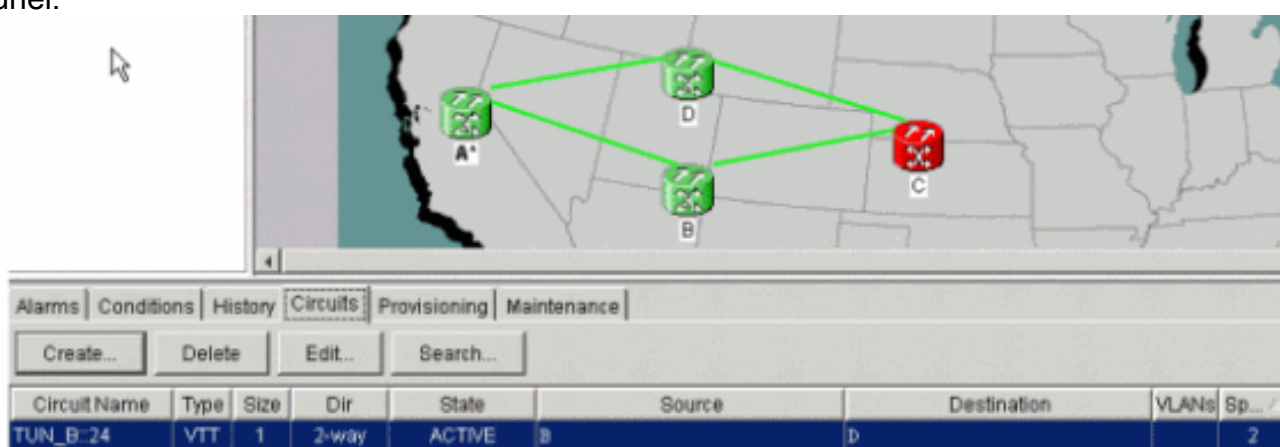 D
A*
C
B
Alarms Conditions History Circuits Provisioning Maintenance
Create... Delete Edit... Search...
Circuit Name Type Size Dir State Source Destination VLANs Sp...
TUN_B::24 VTT 1 2-way ACTIVE B D 2